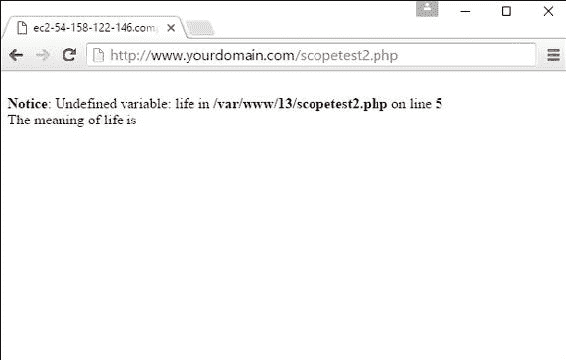 ec2-54-158-122-146.com
http://www.yourdomain.com/scopetest2.php
Notice: Undefined variable: life in /var/www/13/scopetest2.php on line 5
The meaning of life is